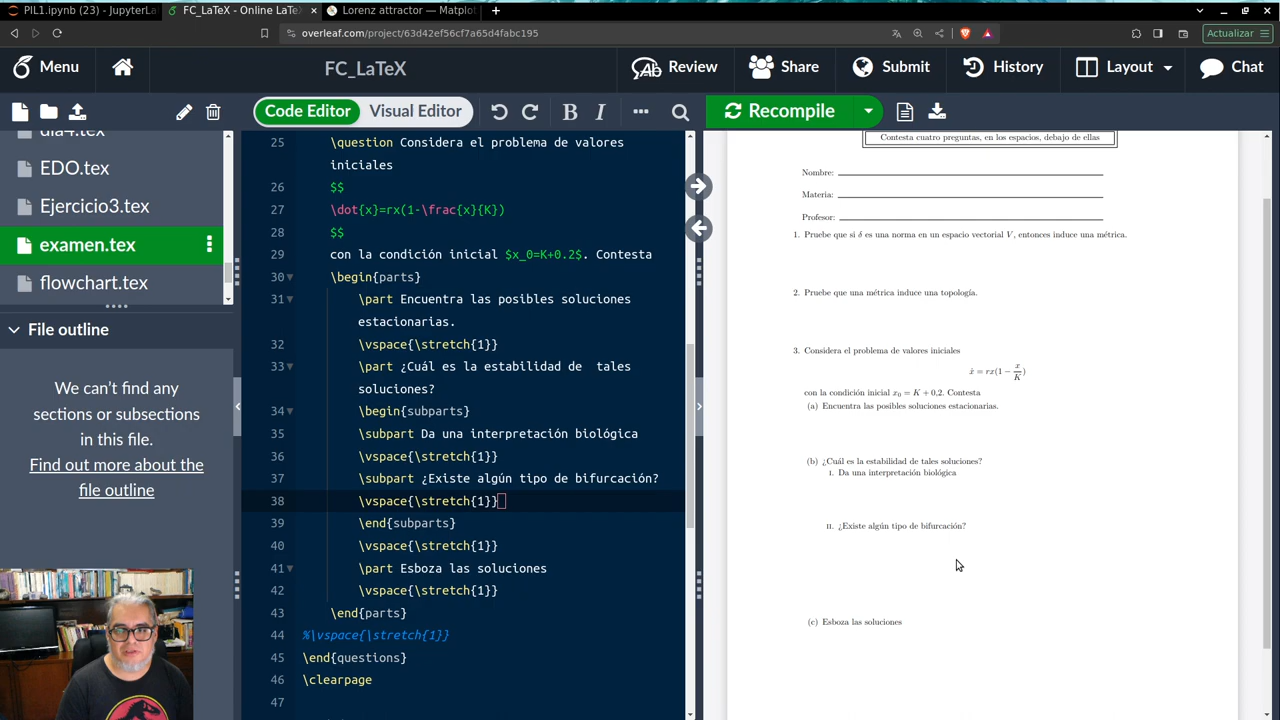 PIL1.ipynb (23) - JupyterLa
FC_LaTeX - Online LaTe
Lorenz attractor — Matplot
overleaf.com/project/63d42ef56cf7a65d4fabc195
Actualizar
Menu
FC_LaTeX
Review
Share
Submit
History
Layout
Chat
Code Editor
Visual Editor
B I
Recompile
dia4.tex
EDO.tex
Ejercicio3.tex
examen.tex
flowchart.tex
File outline
We can’t find any
sections or subsections
in this file.
Find out more about the
file outline
25 \question Considera el problema de valores
iniciales
26 $$
27 \dot{x}=rx(1-\frac{x}{K})
28 $$
29 con la condición inicial $x_0=K+0.2$. Contesta
30 \begin{parts}
31 \part Encuentra las posibles soluciones
estacionarias.
32 \vspace{\stretch{1}}
33 \part ¿Cuál es la estabilidad de  tales
soluciones?
34 \begin{subparts}
35 \subpart Da una interpretación biológica
36 \vspace{\stretch{1}}
37 \subpart ¿Existe algún tipo de bifurcación?
38 \vspace{\stretch{1}}
39 \end{subparts}
40 \vspace{\stretch{1}}
41 \part Esboza las soluciones
42 \vspace{\stretch{1}}
43 \end{parts}
44 %\vspace{\stretch{1}}
45 \end{questions}
46 \clearpage
47
Contesta cuatro preguntas, en los espacios, debajo de ellas
Nombre:
Materia:
Profesor:
1. Pruebe que si δ es una norma en un espacio vectorial V, entonces induce una métrica.
2. Pruebe que una métrica induce una topología.
3. Considera el problema de valores iniciales
ẋ = rx(1 − x/K)
con la condición inicial x₀ = K + 0,2. Contesta
(a) Encuentra las posibles soluciones estacionarias.
(b) ¿Cuál es la estabilidad de tales soluciones?
I. Da una interpretación biológica
II. ¿Existe algún tipo de bifurcación?
(c) Esboza las soluciones